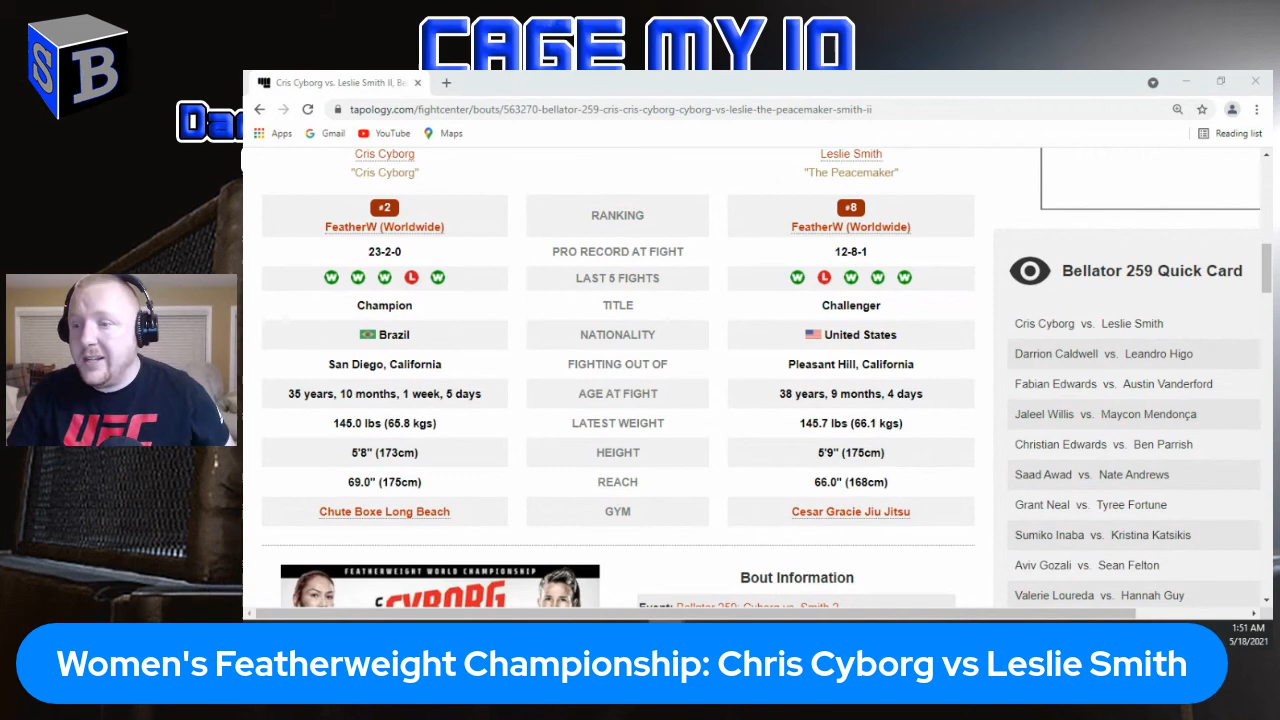 S B
CAGE MY IQ
Dar
Cris Cyborg vs. Leslie Smith II, Be
tapology.com/fightcenter/bouts/563270-bellator-259-cris-cris-cyborg-cyborg-vs-leslie-the-peacemaker-smith-ii
Apps Gmail YouTube Maps Reading list
Cris Cyborg Leslie Smith
"Cris Cyborg" "The Peacemaker"
#2 RANKING #8
FeatherW (Worldwide) FeatherW (Worldwide)
23-2-0 PRO RECORD AT FIGHT 12-8-1
W W W L W LAST 5 FIGHTS W L W W W
Champion TITLE Challenger
Brazil NATIONALITY United States
San Diego, California FIGHTING OUT OF Pleasant Hill, California
35 years, 10 months, 1 week, 5 days AGE AT FIGHT 38 years, 9 months, 4 days
145.0 lbs (65.8 kgs) LATEST WEIGHT 145.7 lbs (66.1 kgs)
5'8" (173cm) HEIGHT 5'9" (175cm)
69.0" (175cm) REACH 66.0" (168cm)
Chute Boxe Long Beach GYM Cesar Gracie Jiu Jitsu
FEATHERWEIGHT WORLD CHAMPIONSHIP
CYBORG
Bout Information
Event: Bellator 259: Cyborg vs. Smith 2
Bellator 259 Quick Card
Cris Cyborg vs. Leslie Smith
Darrion Caldwell vs. Leandro Higo
Fabian Edwards vs. Austin Vanderford
Jaleel Willis vs. Maycon Mendonça
Christian Edwards vs. Ben Parrish
Saad Awad vs. Nate Andrews
Grant Neal vs. Tyree Fortune
Sumiko Inaba vs. Kristina Katsikis
Aviv Gozali vs. Sean Felton
Valerie Loureda vs. Hannah Guy
UFC
1:51 AM
5/18/2021
Women's Featherweight Championship: Chris Cyborg vs Leslie Smith